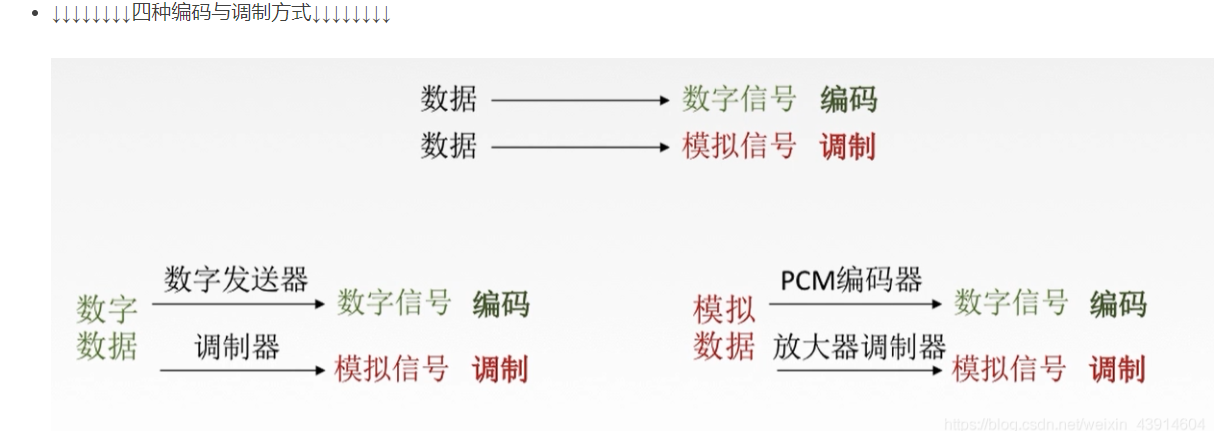 ↓↓↓↓↓↓↓↓四种编码与调制方式↓↓↓↓↓↓↓↓
数据 数字信号 编码
数据 模拟信号 调制
数字发送器
数字数据
数字信号 编码
调制器
模拟信号 调制
PCM编码器
模拟数据
数字信号 编码
放大器调制器
模拟信号 调制
https://blog.csdn.net/weixin_43914604